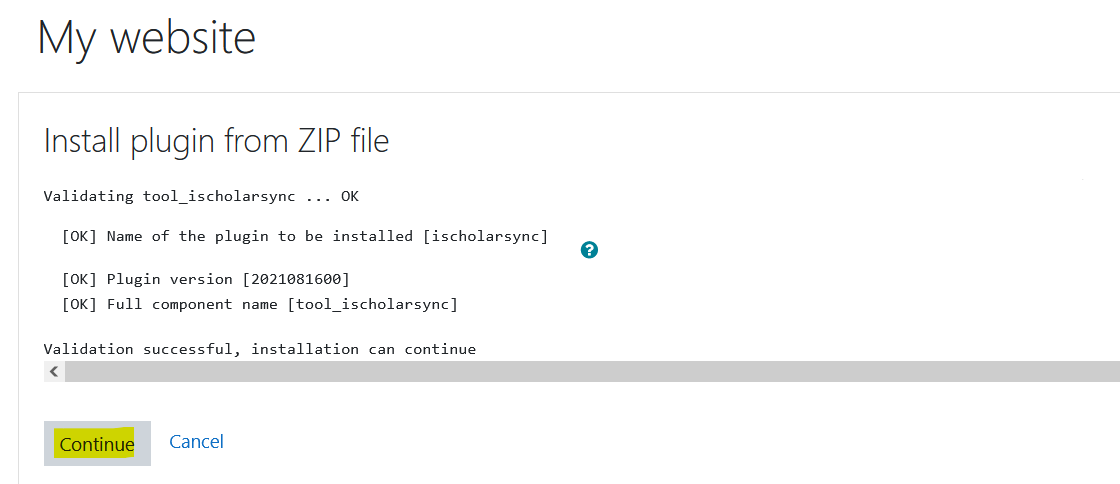 My website
Install plugin from ZIP file
Validating tool_ischolarsync ... OK
[OK] Name of the plugin to be installed [ischolarsync]
?
[OK] Plugin version [2021081600]
[OK] Full component name [tool_ischolarsync]
Validation successful, installation can continue
Continue Cancel